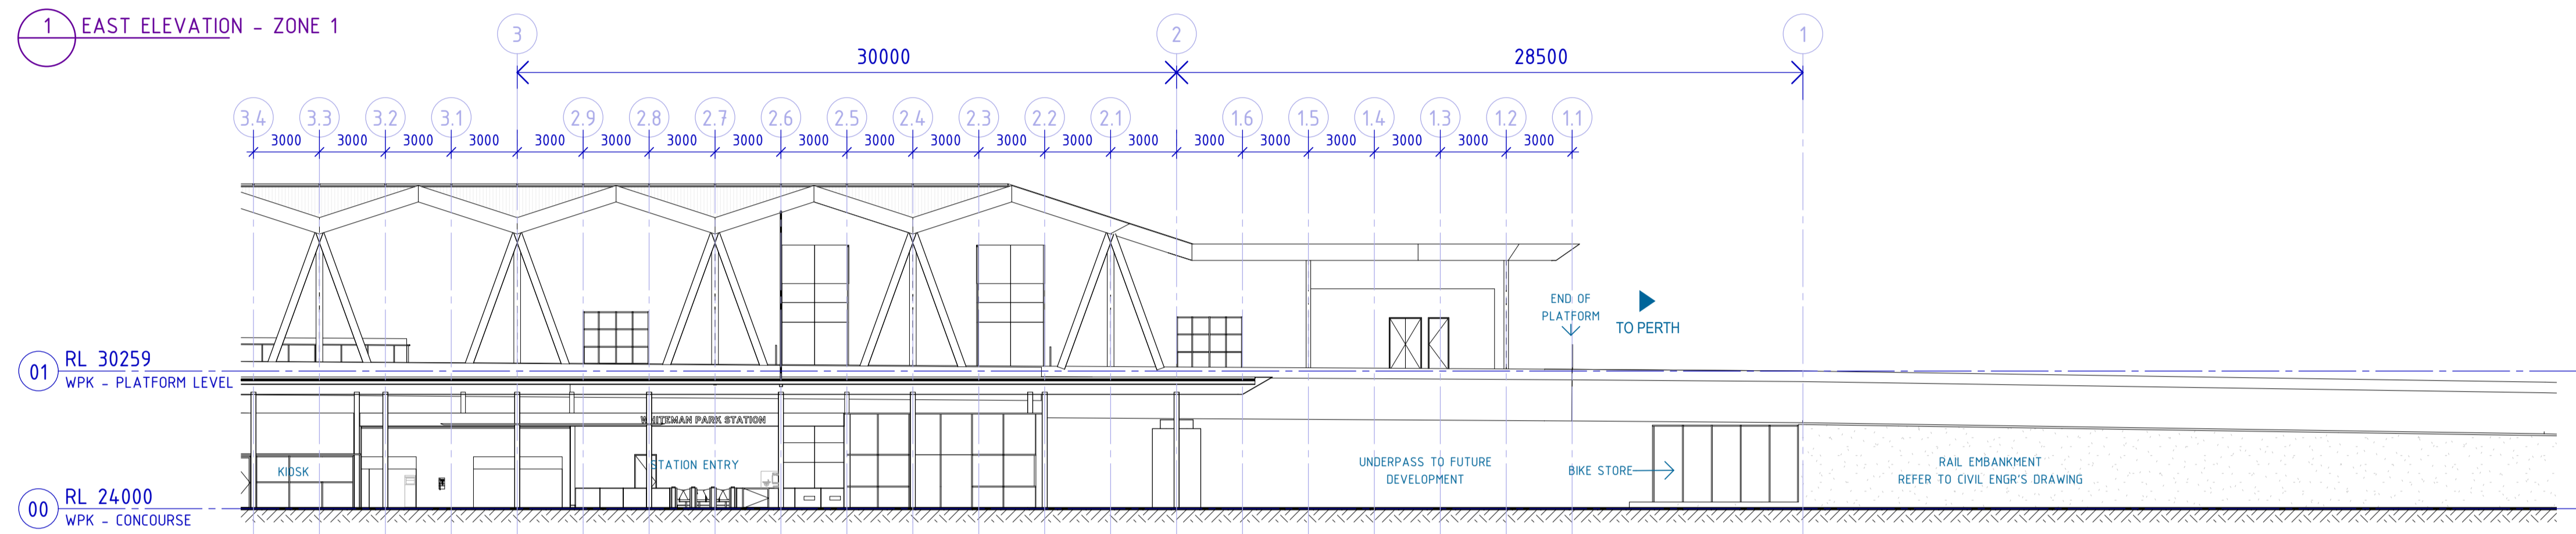 1 EAST ELEVATION - ZONE 1
3 2 1
30000 28500
3.4 3.3 3.2 3.1 2.9 2.8 2.7 2.6 2.5 2.4 2.3 2.2 2.1 1.6 1.5 1.4 1.3 1.2 1.1
3000 3000 3000 3000 3000 3000 3000 3000 3000 3000 3000 3000 3000 3000 3000 3000 3000 3000 3000 3000
END OF
PLATFORM
TO PERTH
01 RL 30259
WPK - PLATFORM LEVEL
WHITEMAN PARK STATION
KIOSK
STATION ENTRY
UNDERPASS TO FUTURE
DEVELOPMENT
BIKE STORE
RAIL EMBANKMENT
REFER TO CIVIL ENGR'S DRAWING
00 RL 24000
WPK - CONCOURSE